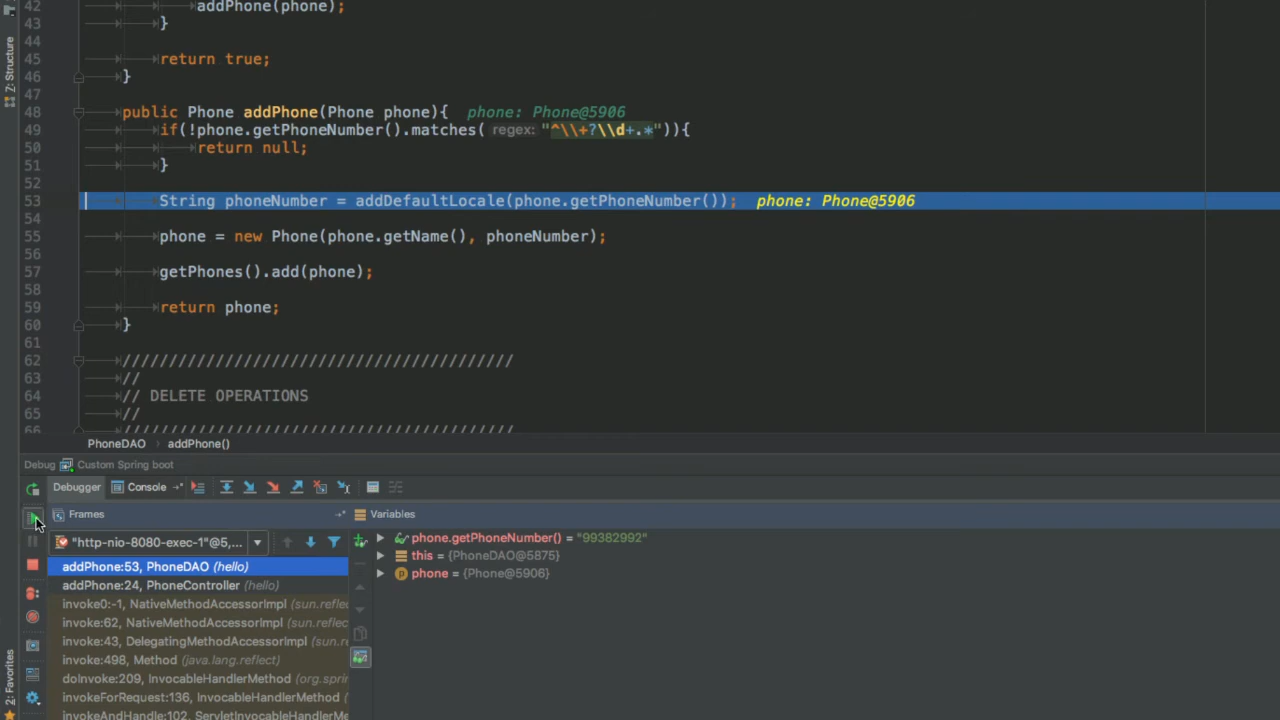 42 addPhone(phone);
43 }
44
45 return true;
46 }
47
48 public Phone addPhone(Phone phone){ phone: Phone@5906
49 if(!phone.getPhoneNumber().matches( regex: "^\\+?\\d+.*")){
50 return null;
51 }
52
53 String phoneNumber = addDefaultLocale(phone.getPhoneNumber()); phone: Phone@5906
54
55 phone = new Phone(phone.getName(), phoneNumber);
56
57 getPhones().add(phone);
58
59 return phone;
60 }
61
62 //////////////////////////////////////////
63 //
64 // DELETE OPERATIONS
65 //
66 //////////////////////////////////////////
Z: Structure
2: Favorites
PhoneDAO › addPhone()
Debug Custom Spring boot
Debugger Console
Frames
Variables
"http-nio-8080-exec-1"@5,...
addPhone:53, PhoneDAO (hello)
addPhone:24, PhoneController (hello)
invoke0:-1, NativeMethodAccessorImpl (sun.refle
invoke:62, NativeMethodAccessorImpl (sun.reflec
invoke:43, DelegatingMethodAccessorImpl (sun.r
invoke:498, Method (java.lang.reflect)
doInvoke:209, InvocableHandlerMethod (org.sprin
invokeForRequest:136, InvocableHandlerMethod (
invokeAndHandle:102, ServletInvocableHandlerMe
phone.getPhoneNumber() = "99382992"
this = {PhoneDAO@5875}
phone = {Phone@5906}